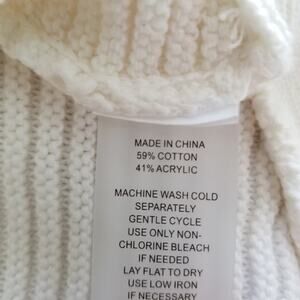 MADE IN CHINA
59% COTTON
41% ACRYLIC
MACHINE WASH COLD
SEPARATELY
GENTLE CYCLE
USE ONLY NON-
CHLORINE BLEACH
IF NEEDED
LAY FLAT TO DRY
USE LOW IRON
IF NECESSARY